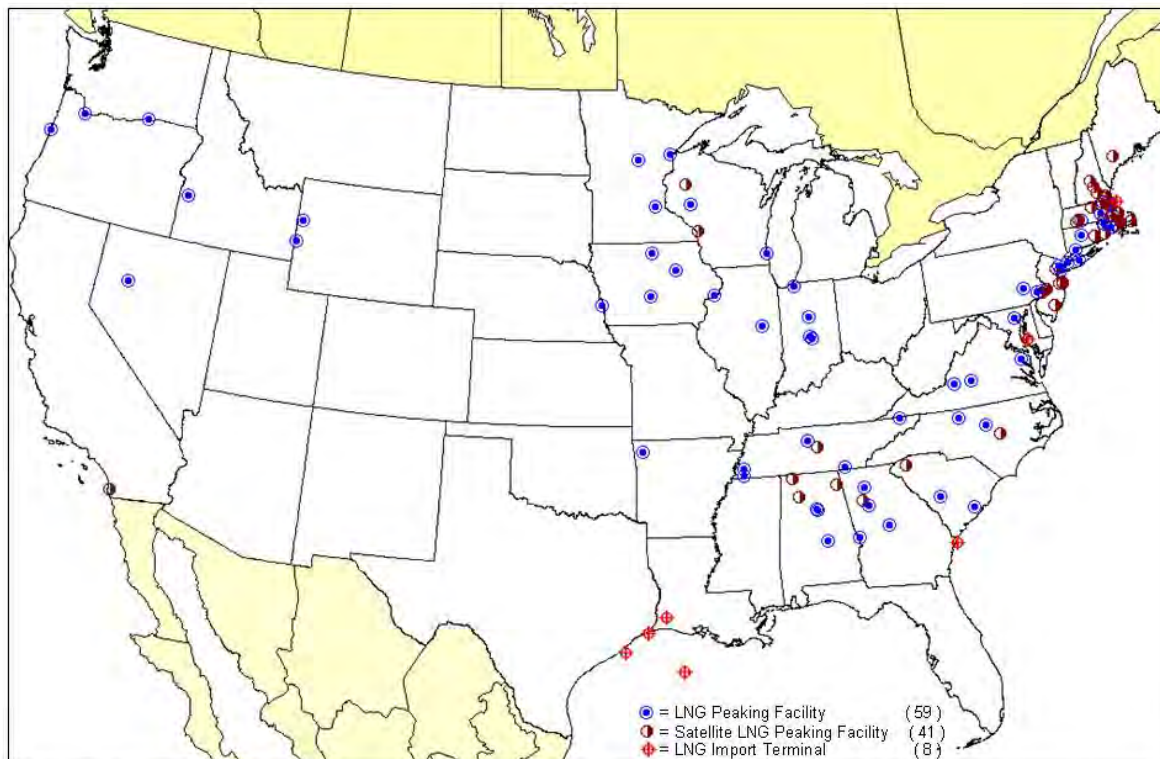 = LNG Peaking Facility (59)
= Satellite LNG Peaking Facility (41)
= LNG Import Terminal (8)